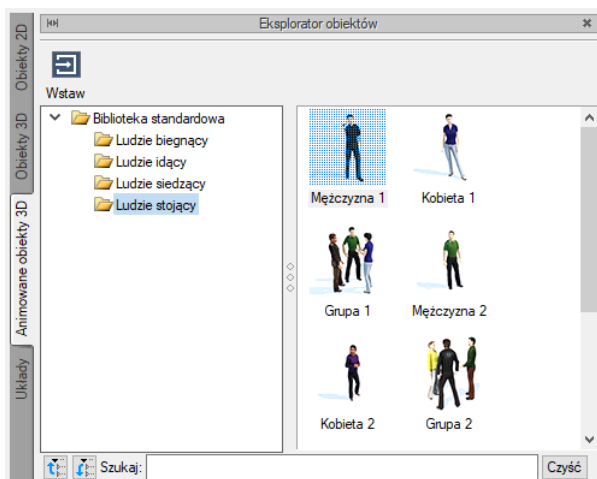 Eksplorator obiektów
Obiekty 2D
Obiekty 3D
Animowane obiekty 3D
Układy
Wstaw
Biblioteka standardowa
Ludzie biegnący
Ludzie idący
Ludzie siedzący
Ludzie stojący
Mężczyzna 1 Kobieta 1
Grupa 1 Mężczyzna 2
Kobieta 2 Grupa 2
Szukaj: Czyść